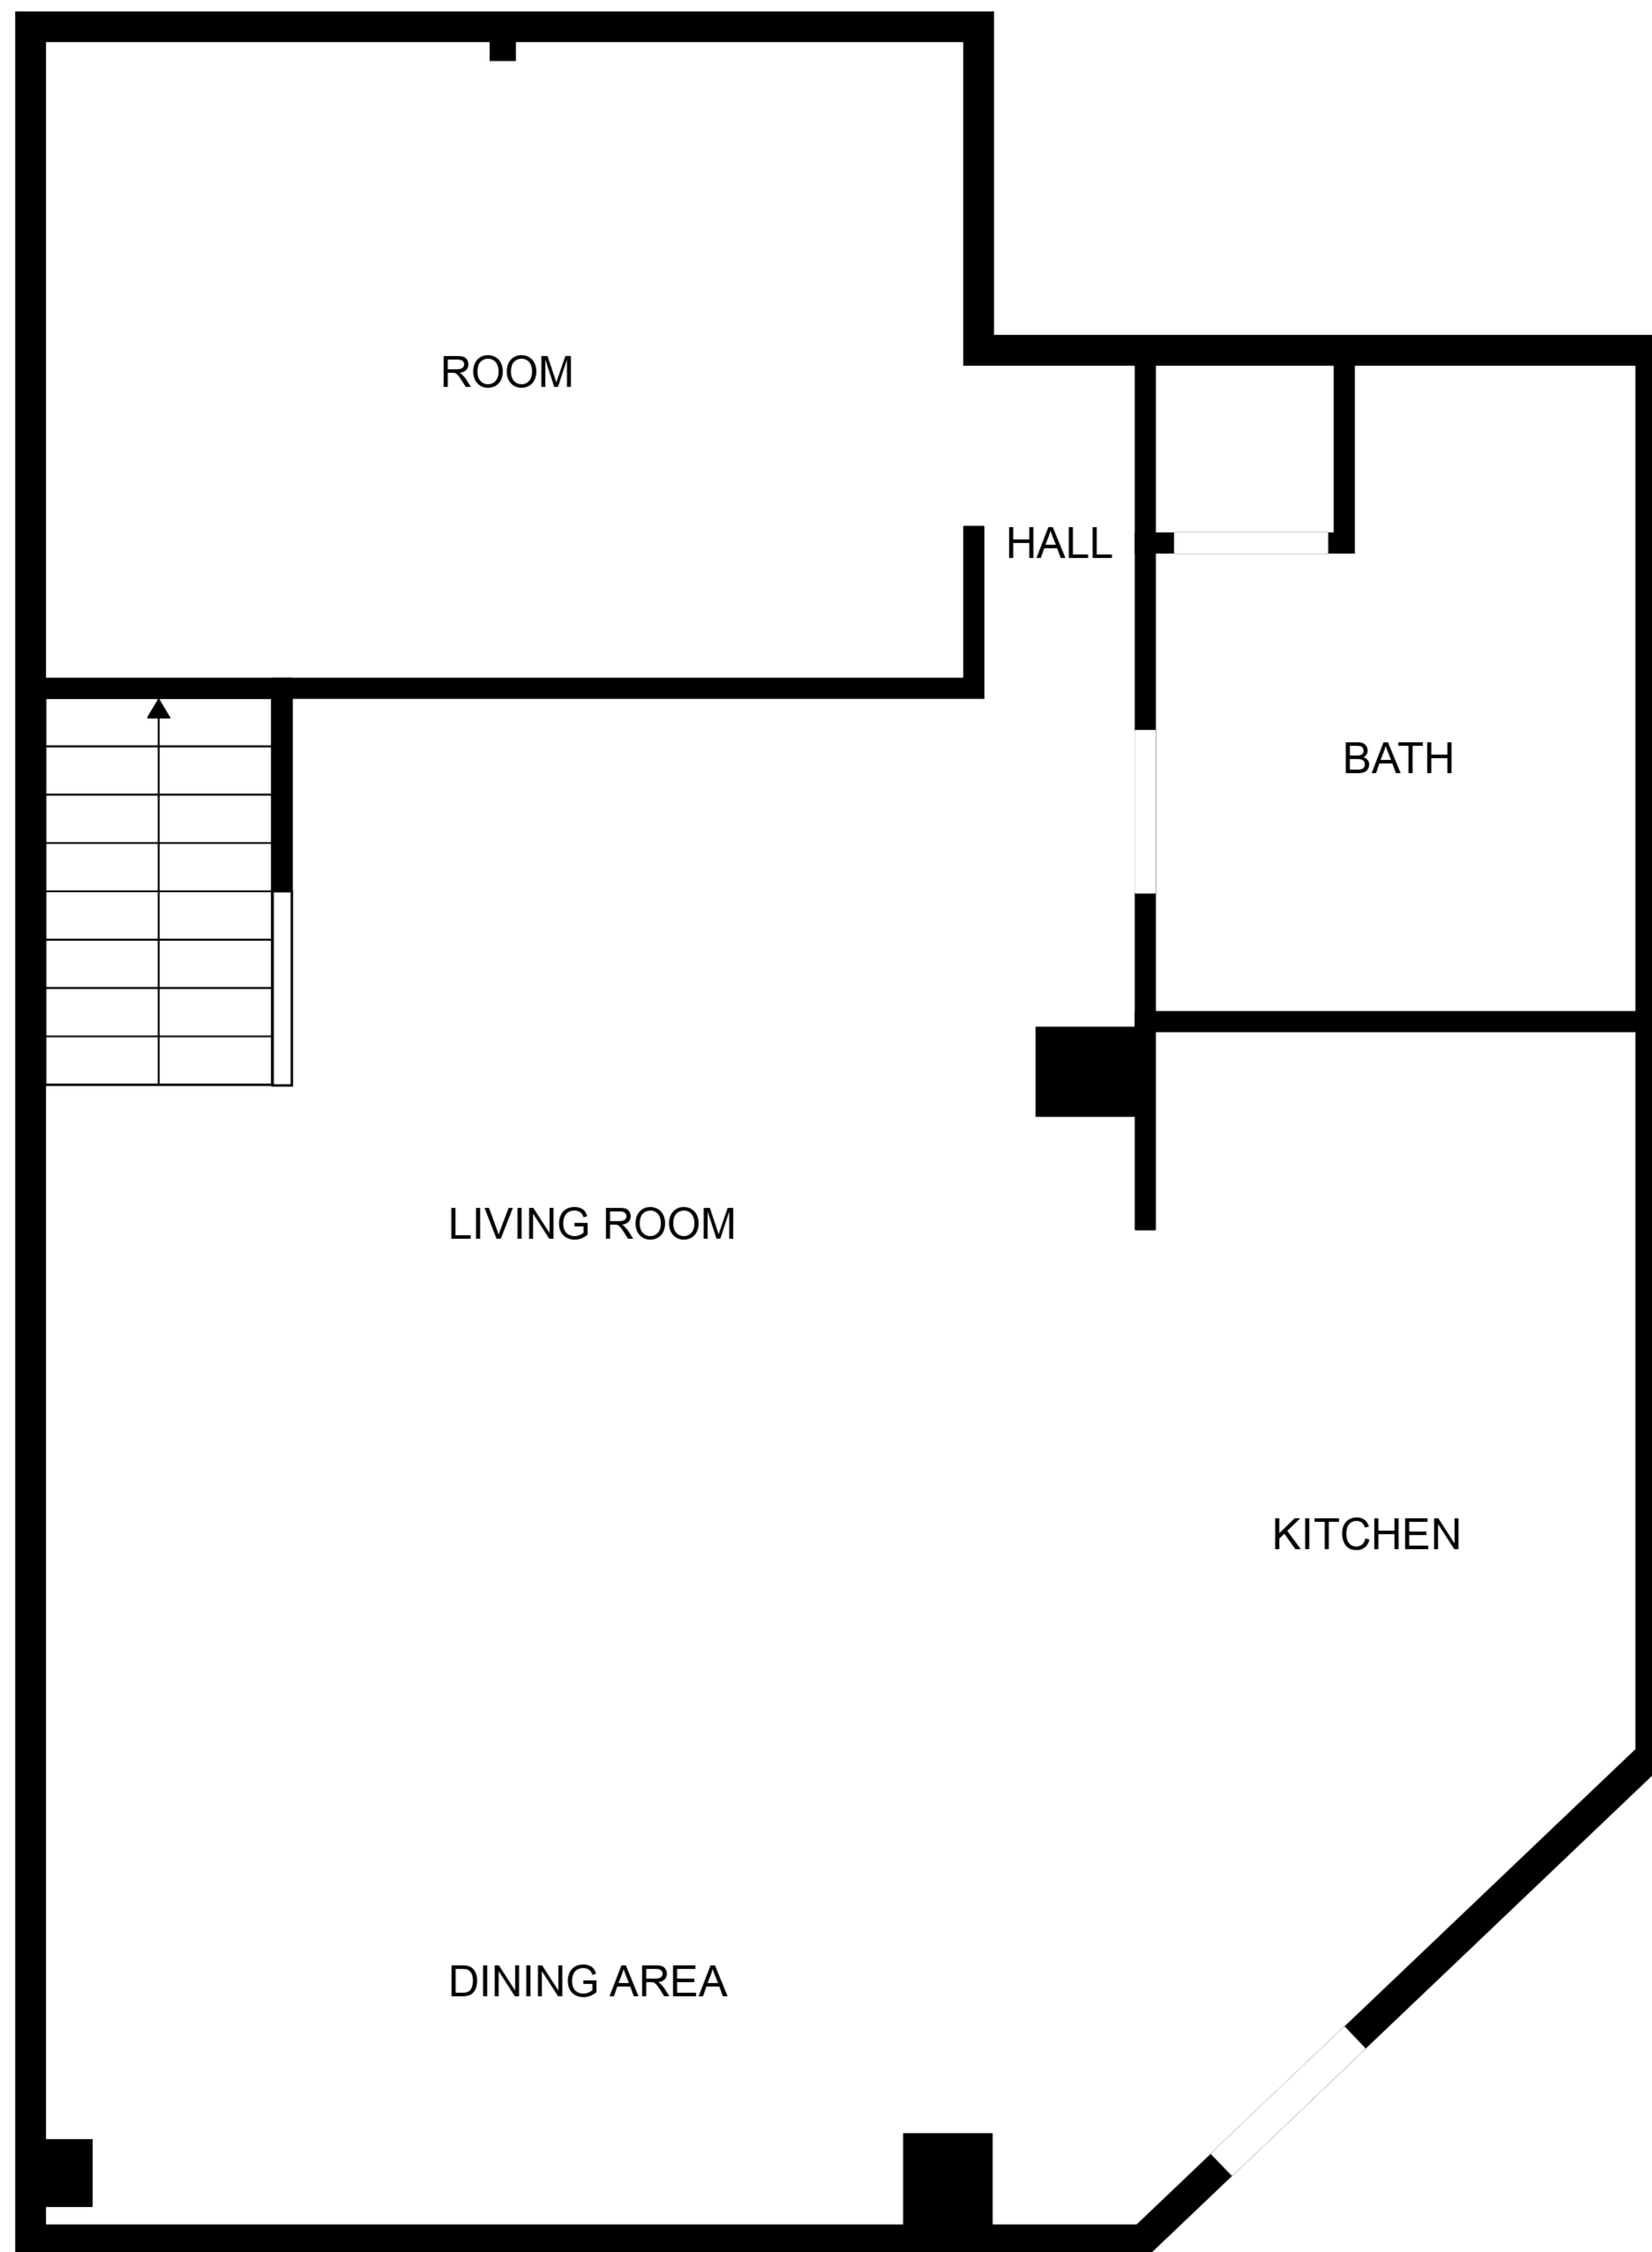 ROOM
HALL
BATH
LIVING ROOM
KITCHEN
DINING AREA